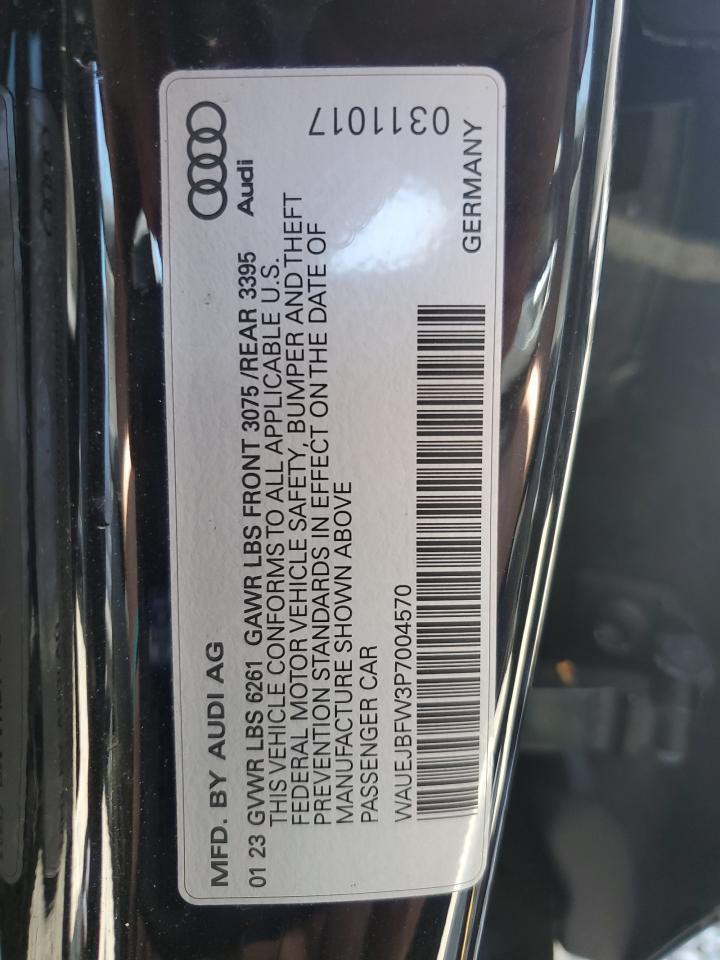 MFD. BY AUDI AG
Audi
01 23 GVWR LBS 6261 GAWR LBS FRONT 3075 /REAR 3395
THIS VEHICLE CONFORMS TO ALL APPLICABLE U.S.
FEDERAL MOTOR VEHICLE SAFETY, BUMPER AND THEFT
PREVENTION STANDARDS IN EFFECT ON THE DATE OF
MANUFACTURE SHOWN ABOVE
PASSENGER CAR
WAUEJBFW3P7004570
GERMANY
0311017